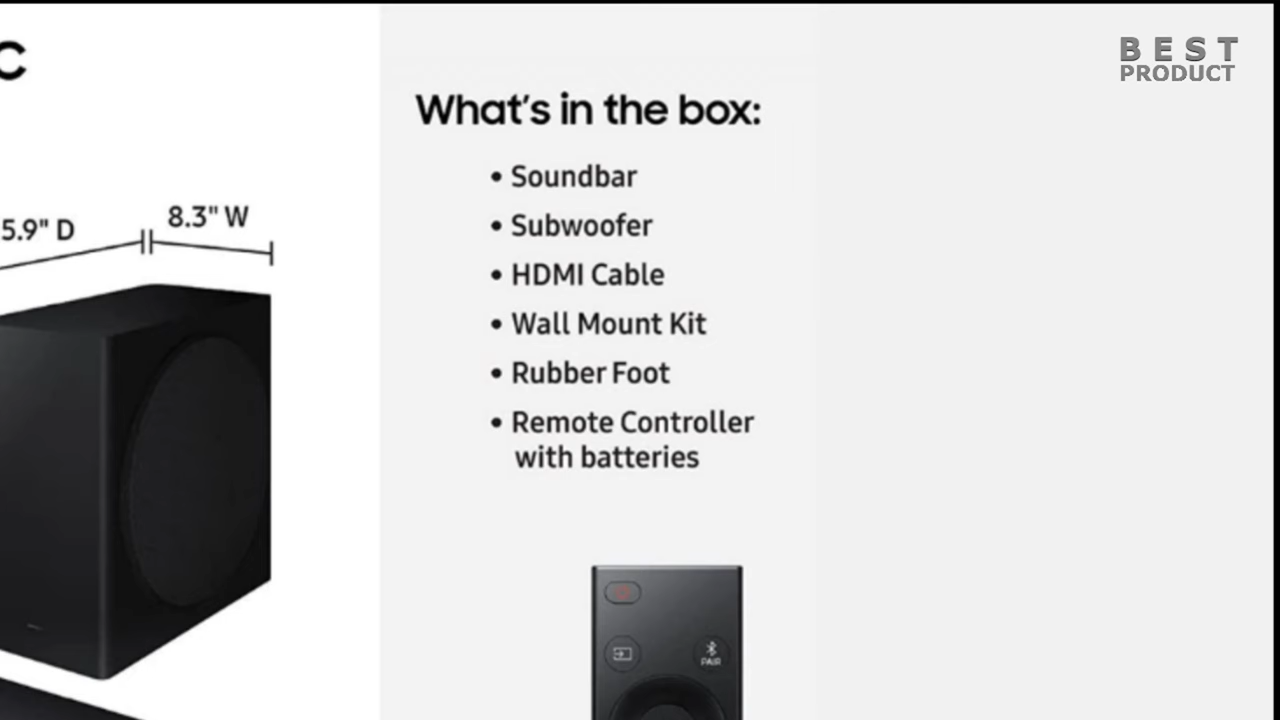 C
BEST
PRODUCT
What's in the box:
• Soundbar
• Subwoofer
• HDMI Cable
• Wall Mount Kit
• Rubber Foot
• Remote Controller
with batteries
5.9" D
8.3" W
PAIR